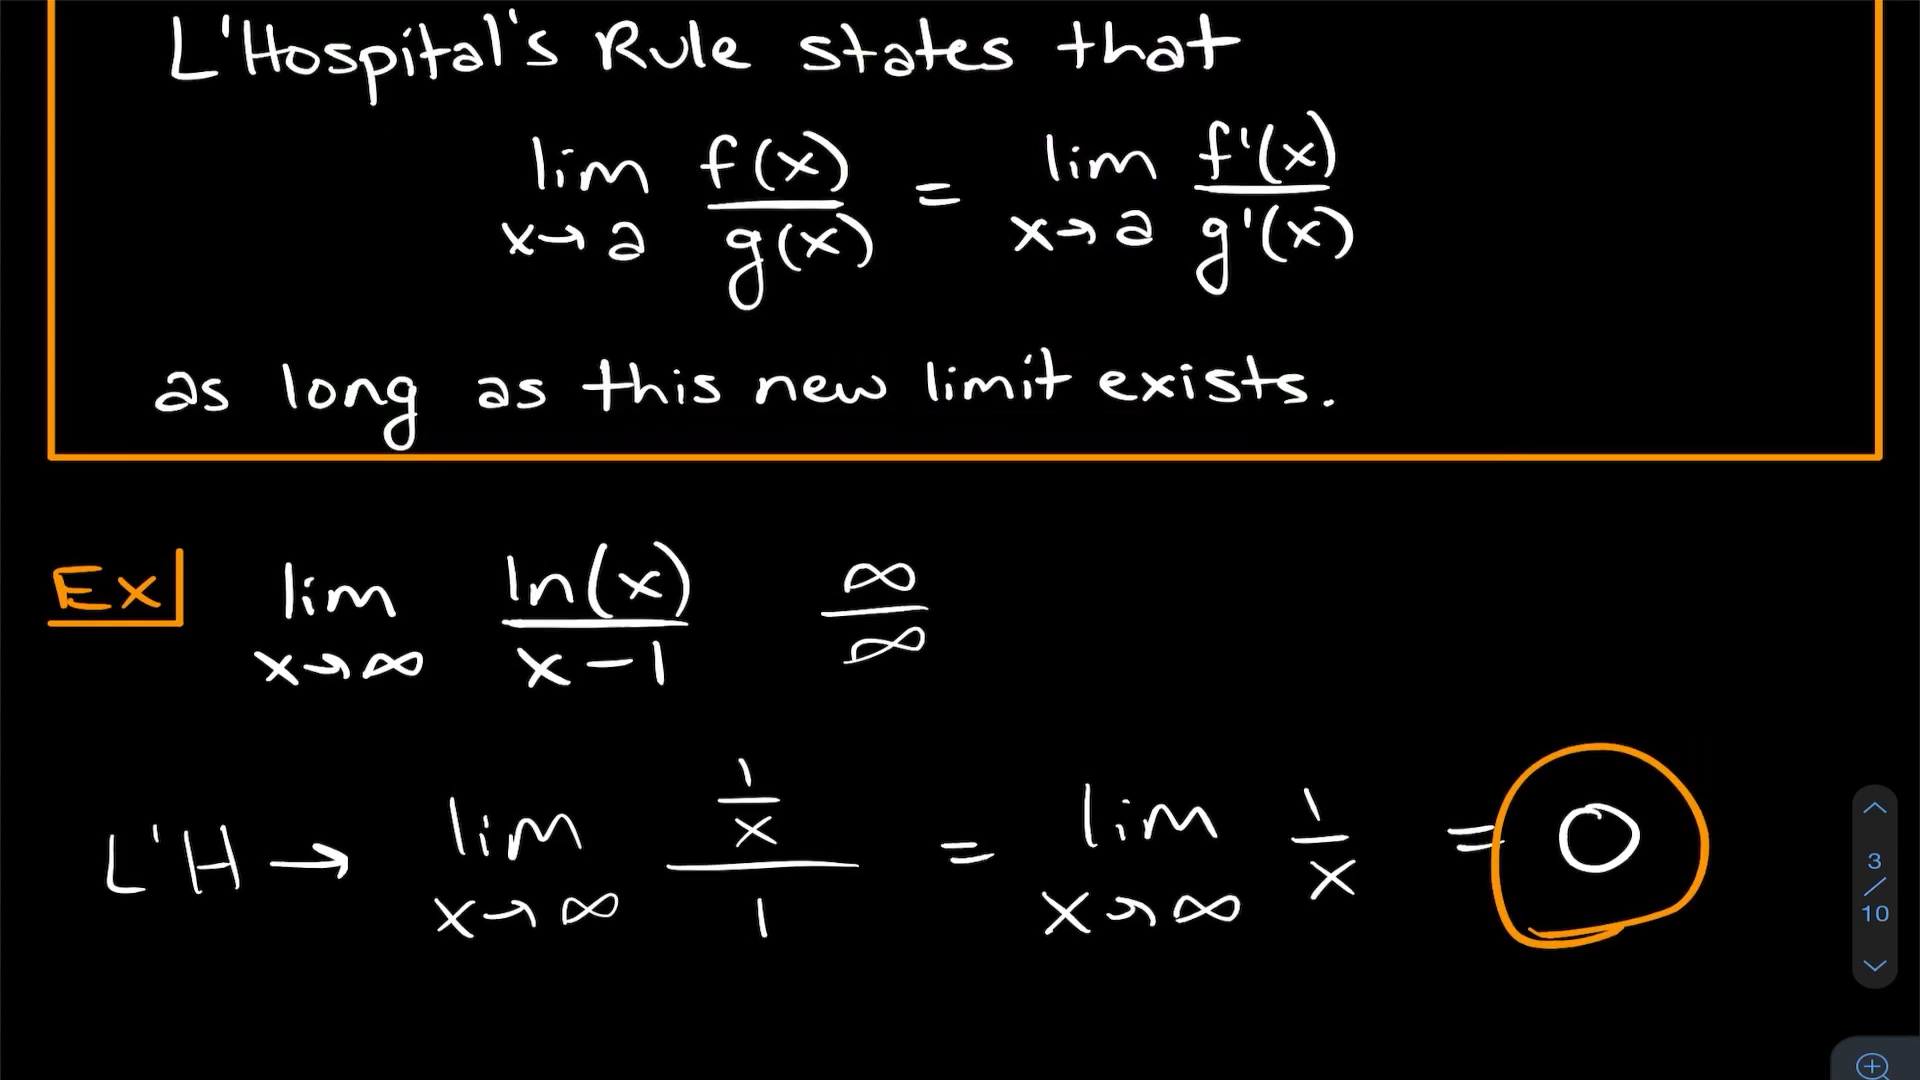 L'Hospital's Rule states that
lim x→a f(x)/g(x) = lim x→a f'(x)/g'(x)
as long as this new limit exists.
Ex lim x→∞ ln(x)/x-1 ∞/∞
L'H → lim x→∞ 1/x/1 = lim x→∞ 1/x = 0
3
/
10